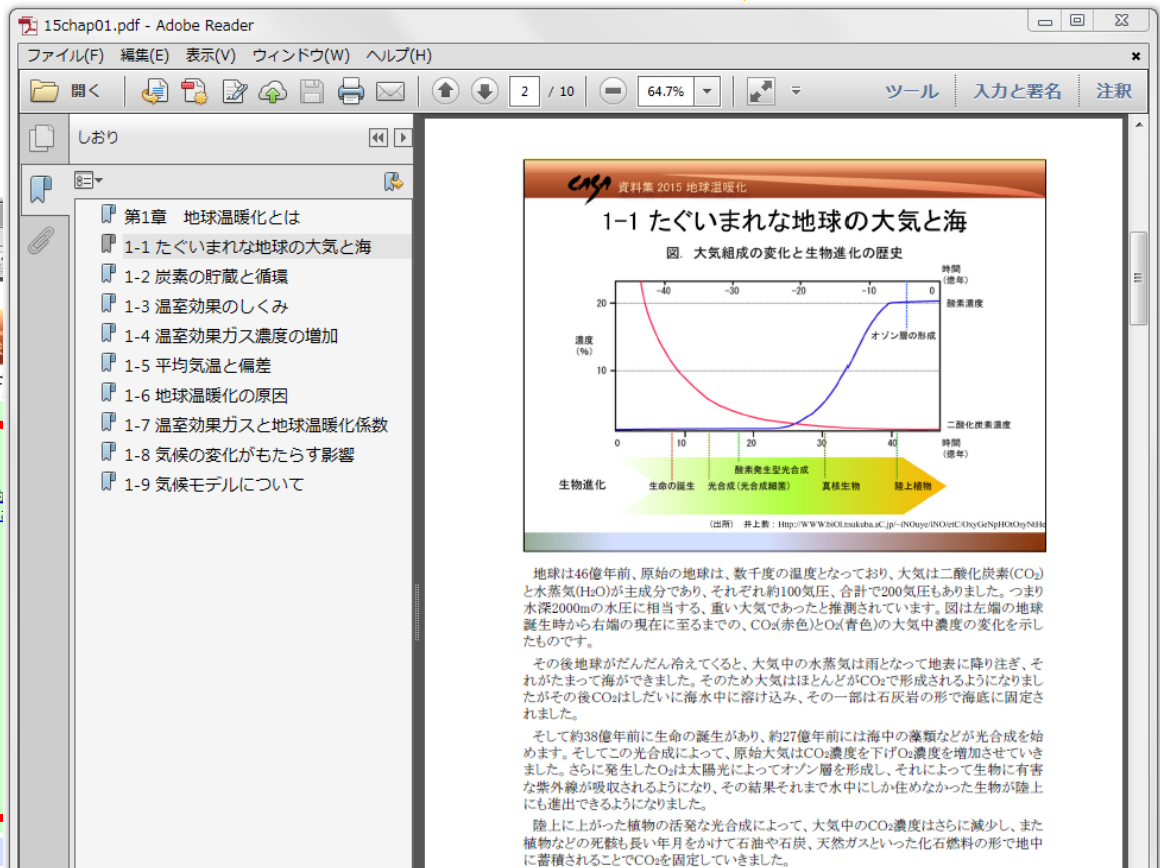 15chap01.pdf - Adobe Reader
ファイル(F) 編集(E) 表示(V) ウィンドウ(W) ヘルプ(H)
開く 2 / 10 64.7% ツール 入力と署名 注釈
しおり
第1章 地球温暖化とは
1-1 たぐいまれな地球の大気と海
1-2 炭素の貯蔵と循環
1-3 温室効果のしくみ
1-4 温室効果ガス濃度の増加
1-5 平均気温と偏差
1-6 地球温暖化の原因
1-7 温室効果ガスと地球温暖化係数
1-8 気候の変化がもたらす影響
1-9 気候モデルについて
CASA 資料集 2015 地球温暖化
1-1 たぐいまれな地球の大気と海
図. 大気組成の変化と生物進化の歴史
時間
(億年)
-40 -30 -20 -10 0
20
酸素濃度
オゾン層の形成
濃度
(%)
10
二酸化炭素濃度
0 10 20 30 40
時間
(億年)
酸素発生型光合成
生物進化 生命の誕生 光合成(光合成細菌) 真核生物 陸上植物
(出所) 井上勲:Http://WWW.biOl.tsukuba.aC.jp/~iNOuye/iNO/etC/OxyGeNpHOtOsyNtHe
地球は46億年前、原始の地球は、数千度の温度となっており、大気は二酸化炭素(CO₂)
と水蒸気(H₂O)が主成分であり、それぞれ約100気圧、合計で200気圧もありました。つまり
水深2000mの水圧に相当する、重い大気であったと推測されています。図は左端の地球
誕生時から右端の現在に至るまでの、CO₂(赤色)とO₂(青色)の大気中濃度の変化を示し
たものです。
その後地球がだんだん冷えてくると、大気中の水蒸気は雨となって地表に降り注ぎ、そ
れがたまって海ができました。そのため大気はほとんどがCO₂で形成されるようになりまし
たがその後CO₂はしだいに海水中に溶け込み、その一部は石灰岩の形で海底に固定さ
れました。
そして約38億年前に生命の誕生があり、約27億年前には海中の藻類などが光合成を始
めます。そしてこの光合成によって、原始大気はCO₂濃度を下げO₂濃度を増加させていき
ました。さらに発生したO₂は太陽光によってオゾン層を形成し、それによって生物に有害
な紫外線が吸収されるようになり、その結果それまで水中にしか住めなかった生物が陸上
にも進出できるようになりました。
陸上に上がった植物の活発な光合成によって、大気中のCO₂濃度はさらに減少し、また
植物などの死骸も長い年月をかけて石油や石炭、天然ガスといった化石燃料の形で地中
に蓄積されることでCO₂を固定していきました。